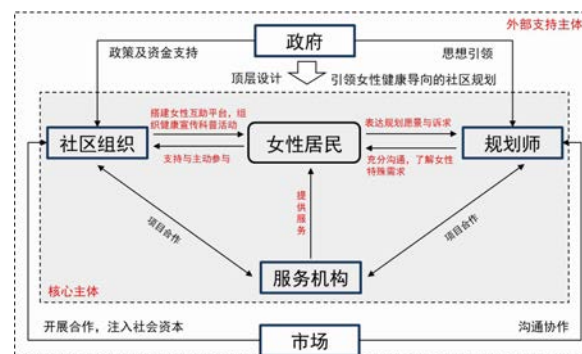 外部支持主体
政府
政策及资金支持
思想引领
顶层设计
引领女性健康导向的社区规划
搭建女性互助平台，组
织健康宣传科普活动
表达规划愿景与诉求
社区组织
女性居民
规划师
支持与主动参与
充分沟通，了解女性
特殊需求
提供服务
项目合作
项目合作
服务机构
核心主体
开展合作，注入社会资本
沟通协作
市场